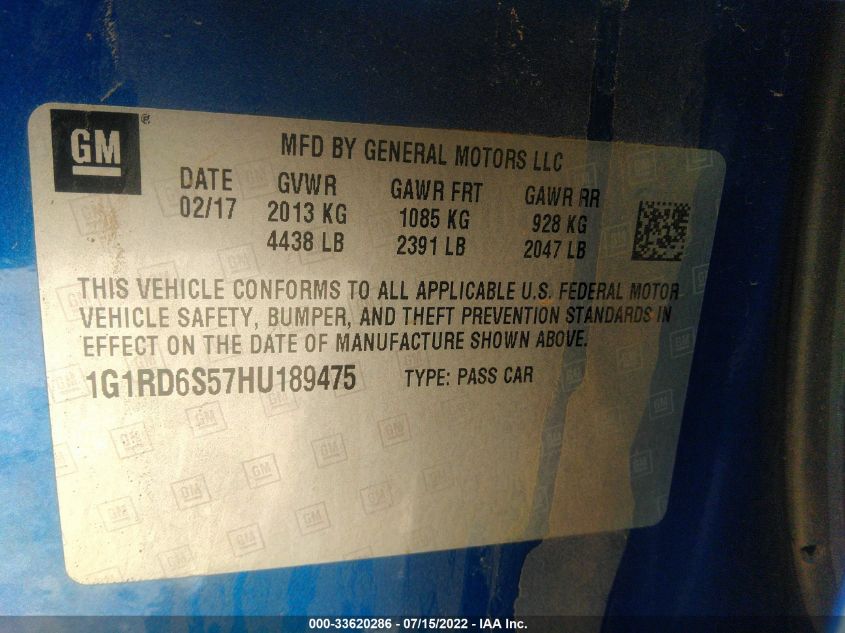 GM ®
MFD BY GENERAL MOTORS LLC
DATE GVWR GAWR FRT GAWR RR
02/17 2013 KG 1085 KG 928 KG
4438 LB 2391 LB 2047 LB
THIS VEHICLE CONFORMS TO ALL APPLICABLE U.S. FEDERAL MOTOR
VEHICLE SAFETY, BUMPER, AND THEFT PREVENTION STANDARDS IN
EFFECT ON THE DATE OF MANUFACTURE SHOWN ABOVE.
1G1RD6S57HU189475 TYPE: PASS CAR
000-33620286 - 07/15/2022 - IAA Inc.